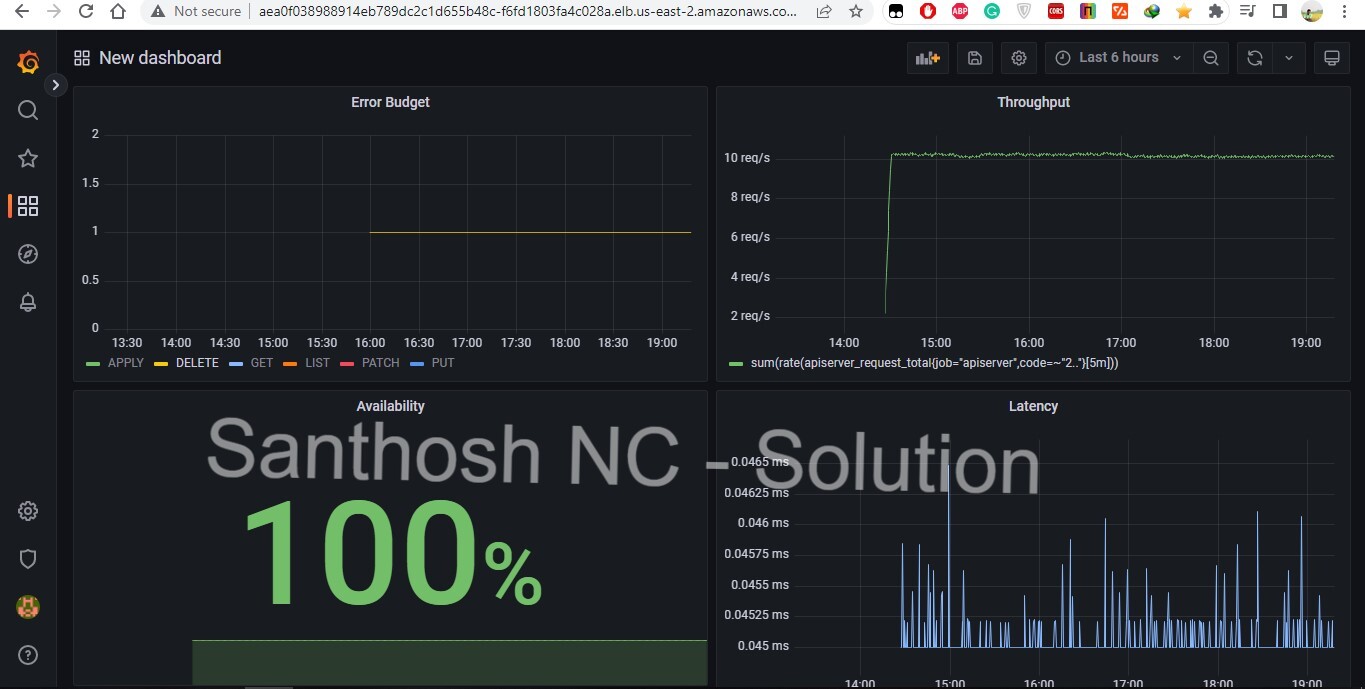 Not secure aea0f038988914eb789dc2c1d655b48c-f6fd1803fa4c028a.elb.us-east-2.amazonaws.co...
ABP
CORS
New dashboard
Last 6 hours
Error Budget
2
1.5
1
0.5
0
13:30 14:00 14:30 15:00 15:30 16:00 16:30 17:00 17:30 18:00 18:30 19:00
APPLY DELETE GET LIST PATCH PUT
Throughput
10 req/s
8 req/s
6 req/s
4 req/s
2 req/s
14:00 15:00 16:00 17:00 18:00 19:00
sum(rate(apiserver_request_total{job="apiserver",code=~"2.."}[5m]))
Availability
Santhosh NC - Solution
100%
Latency
0.0465 ms
0.04625 ms
0.046 ms
0.04575 ms
0.0455 ms
0.04525 ms
0.045 ms
14:00 15:00 16:00 17:00 18:00 19:00